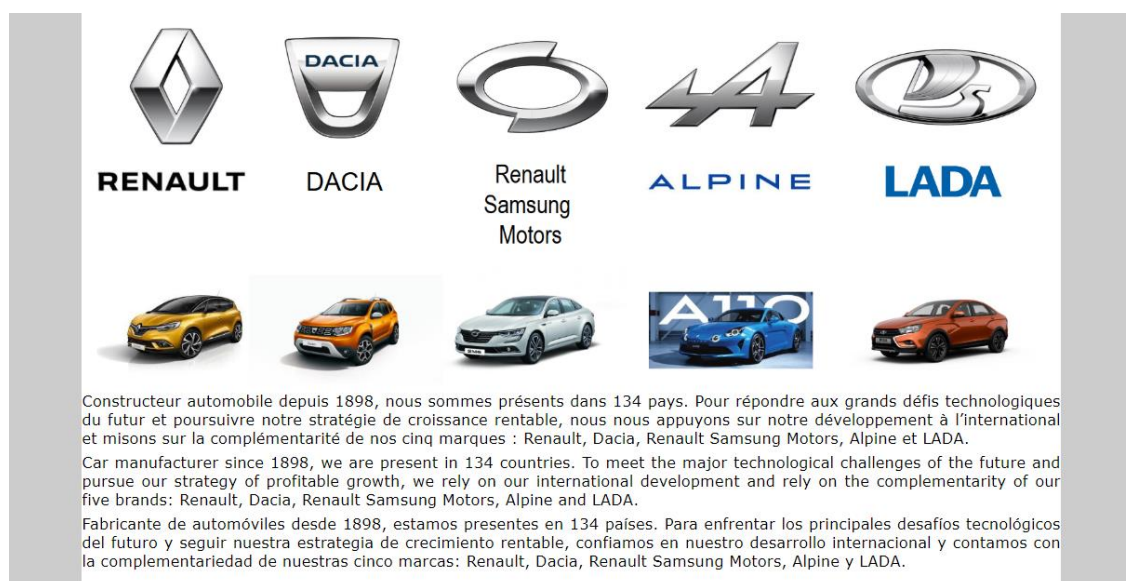 DACIA
RENAULT
DACIA
Renault
Samsung
Motors
ALPINE
LADA
A110
Constructeur automobile depuis 1898, nous sommes présents dans 134 pays. Pour répondre aux grands défis technologiques
du futur et poursuivre notre stratégie de croissance rentable, nous nous appuyons sur notre développement à l’international
et misons sur la complémentarité de nos cinq marques : Renault, Dacia, Renault Samsung Motors, Alpine et LADA.
Car manufacturer since 1898, we are present in 134 countries. To meet the major technological challenges of the future and
pursue our strategy of profitable growth, we rely on our international development and rely on the complementarity of our
five brands: Renault, Dacia, Renault Samsung Motors, Alpine and LADA.
Fabricante de automóviles desde 1898, estamos presentes en 134 países. Para enfrentar los principales desafíos tecnológicos
del futuro y seguir nuestra estrategia de crecimiento rentable, confiamos en nuestro desarrollo internacional y contamos con
la complementariedad de nuestras cinco marcas: Renault, Dacia, Renault Samsung Motors, Alpine y LADA.